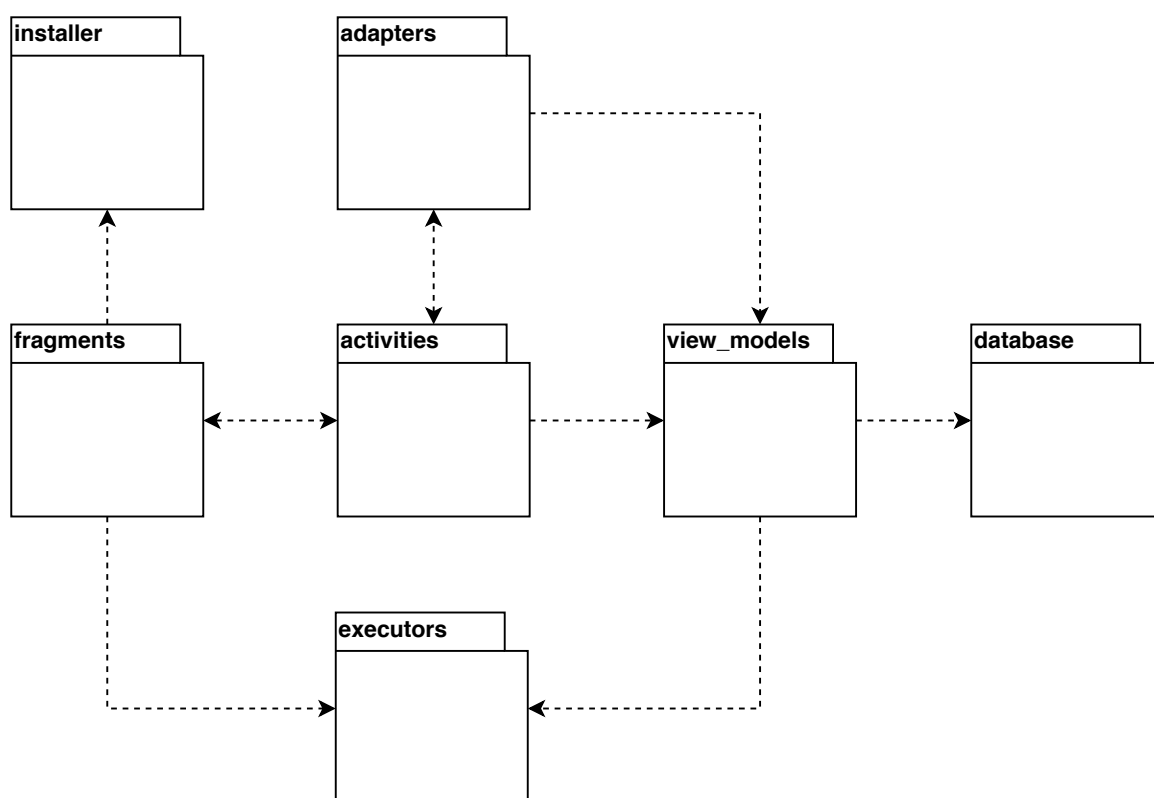 installer
adapters
fragments
activities
view_models
database
executors